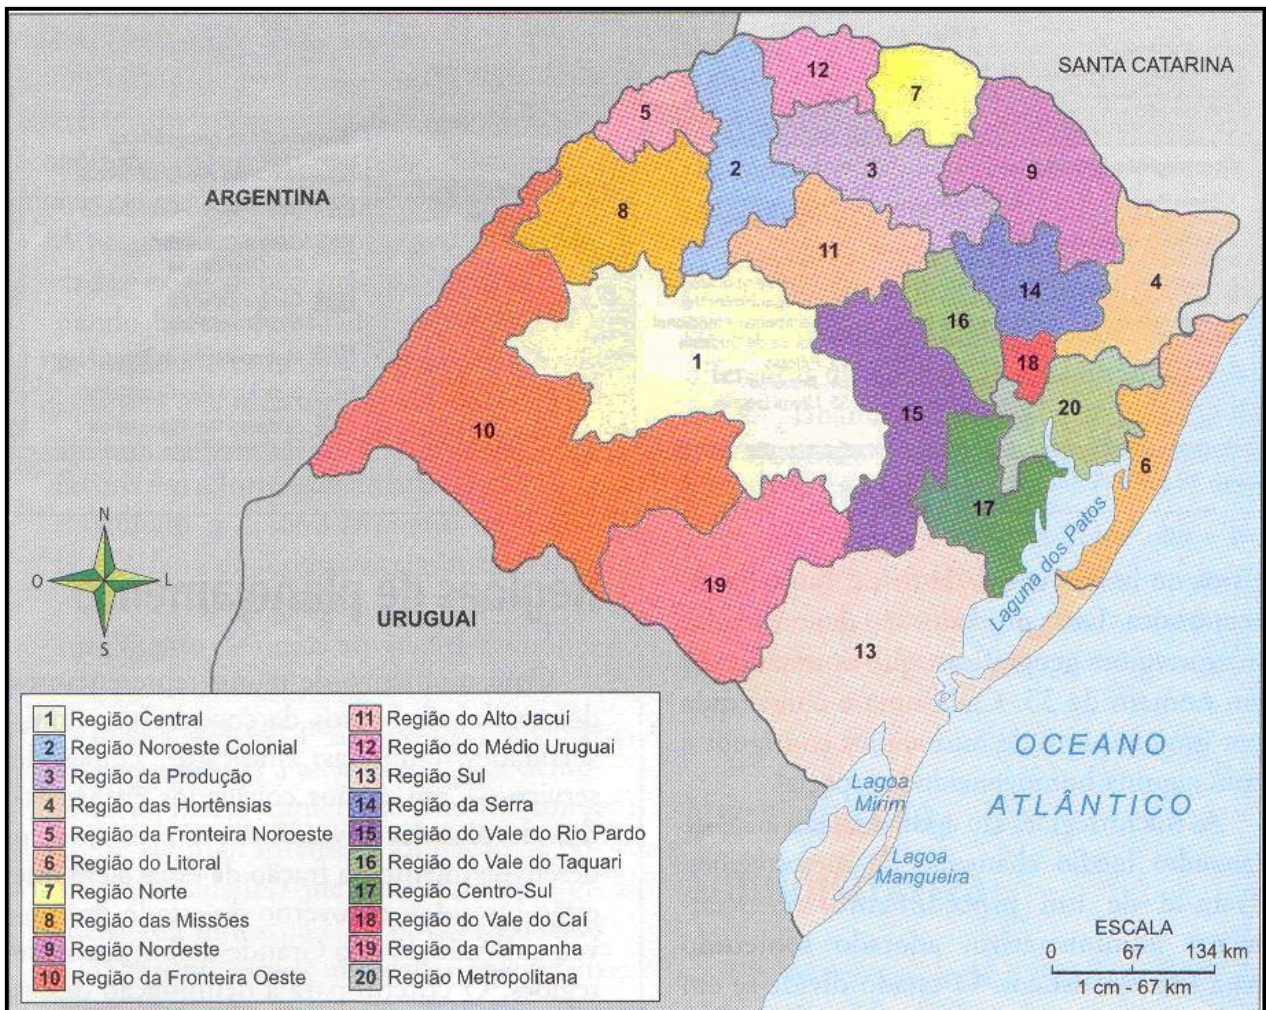 SANTA CATARINA
12
7
5
2
3
9
ARGENTINA
8
11
4
14
16
1
18
15
20
10
6
17
Laguna dos Patos
N
O
L
S
19
URUGUAI
13
OCEANO
ATLÂNTICO
Lagoa
Mirim
Lagoa
Mangueira
1 Região Central
2 Região Noroeste Colonial
3 Região da Produção
4 Região das Hortênsias
5 Região da Fronteira Noroeste
6 Região do Litoral
7 Região Norte
8 Região das Missões
9 Região Nordeste
10 Região da Fronteira Oeste
11 Região do Alto Jacuí
12 Região do Médio Uruguai
13 Região Sul
14 Região da Serra
15 Região do Vale do Rio Pardo
16 Região do Vale do Taquari
17 Região Centro-Sul
18 Região do Vale do Caí
19 Região da Campanha
20 Região Metropolitana
ESCALA
0 67 134 km
1 cm - 67 km